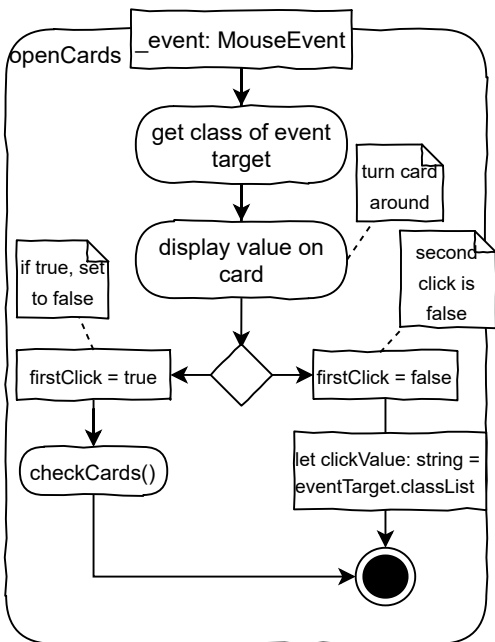 _event: MouseEvent
openCards
get class of event
target
turn card
around
display value on
card
second
click is
false
if true, set
to false
firstClick = true
firstClick = false
checkCards()
let clickValue: string =
eventTarget.classList